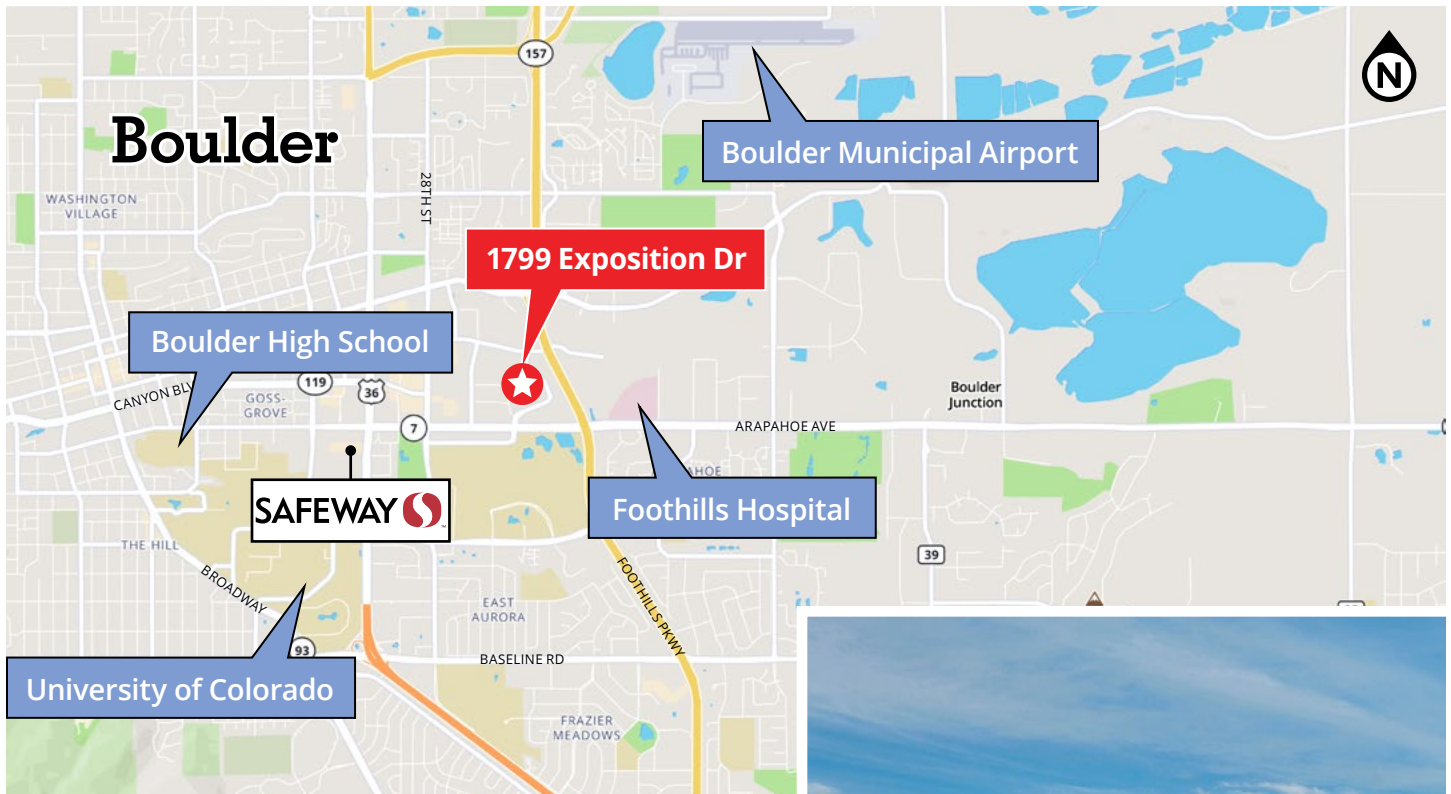 157
N
Boulder
Boulder Municipal Airport
WASHINGTON
VILLAGE
28TH ST
1799 Exposition Dr
Boulder High School
119
36
CANYON
GOSS-
GROVE
Boulder
Junction
7
ARAPAHOE AVE
SAFEWAY
Foothills Hospital
THE HILL
39
BROADWAY
FOOTHILLS PKWY
EAST
AURORA
93
BASELINE RD
University of Colorado
FRAZIER
MEADOWS